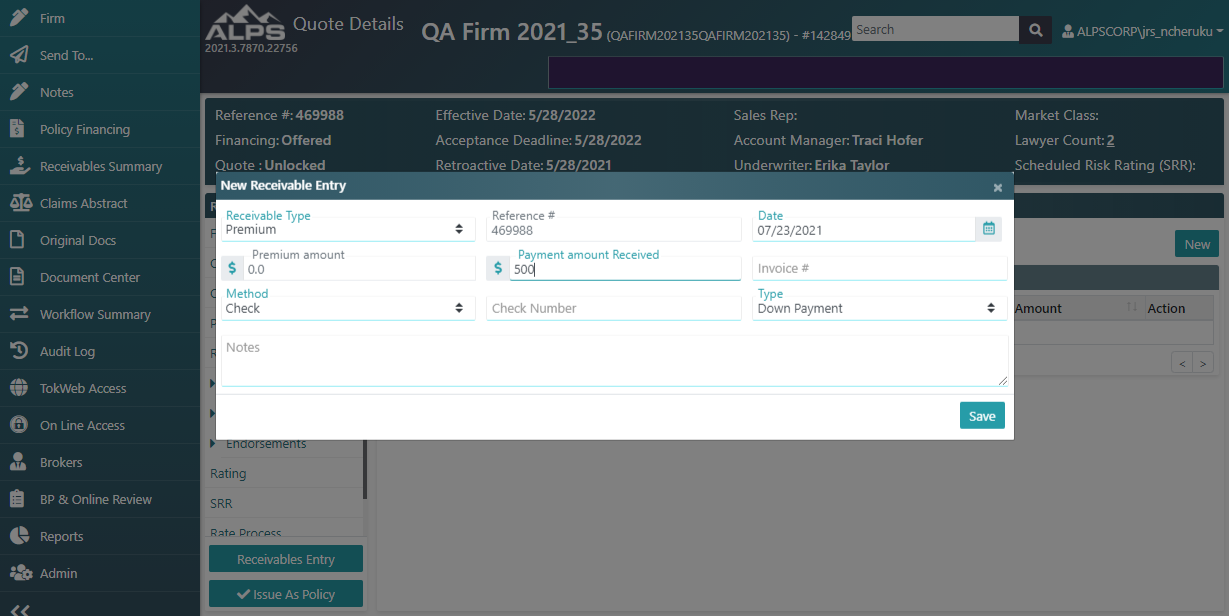 Firm
Send To...
Notes
Policy Financing
Receivables Summary
Claims Abstract
Original Docs
Document Center
Workflow Summary
Audit Log
TokWeb Access
On Line Access
Brokers
BP & Online Review
Reports
Admin
ALPS
2021.3.7870.22756
Quote Details
QA Firm 2021_35 (QAFIRM202135QAFIRM202135) - #142849
Search
ALPSCORP\jrs_ncheruku
Reference #: 469988
Effective Date: 5/28/2022
Sales Rep:
Market Class:
Financing: Offered
Acceptance Deadline: 5/28/2022
Account Manager: Traci Hofer
Lawyer Count: 2
Quote : Unlocked
Retroactive Date: 5/28/2021
Underwriter: Erika Taylor
Scheduled Risk Rating (SRR):
New Receivable Entry
×
Receivable Type
Premium
Reference #
469988
Date
07/23/2021
$
Premium amount
0.0
$
Payment amount Received
500
Invoice #
Method
Check
Check Number
Type
Down Payment
Notes
Save
New
Amount
Action
<
>
Endorsements
Rating
SRR
Rate Process
Receivables Entry
Issue As Policy